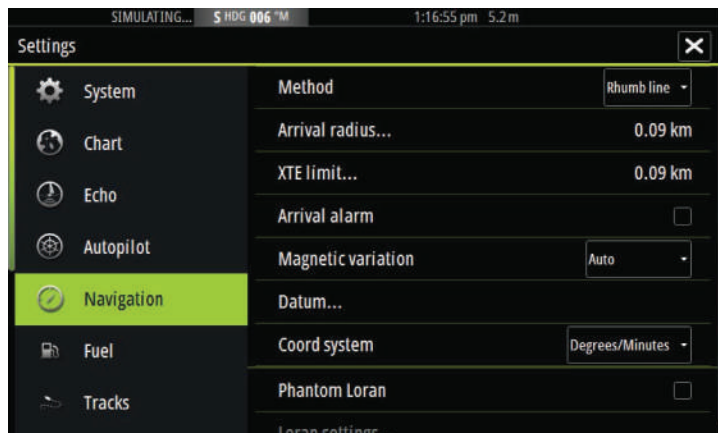 SIMULATING... S HDG 006 °M 1:16:55 pm 5.2 m
Settings
System
Chart
Echo
Autopilot
Navigation
Fuel
Tracks
Method Rhumb line
Arrival radius... 0.09 km
XTE limit... 0.09 km
Arrival alarm
Magnetic variation Auto
Datum...
Coord system Degrees/Minutes
Phantom Loran
Loran settings